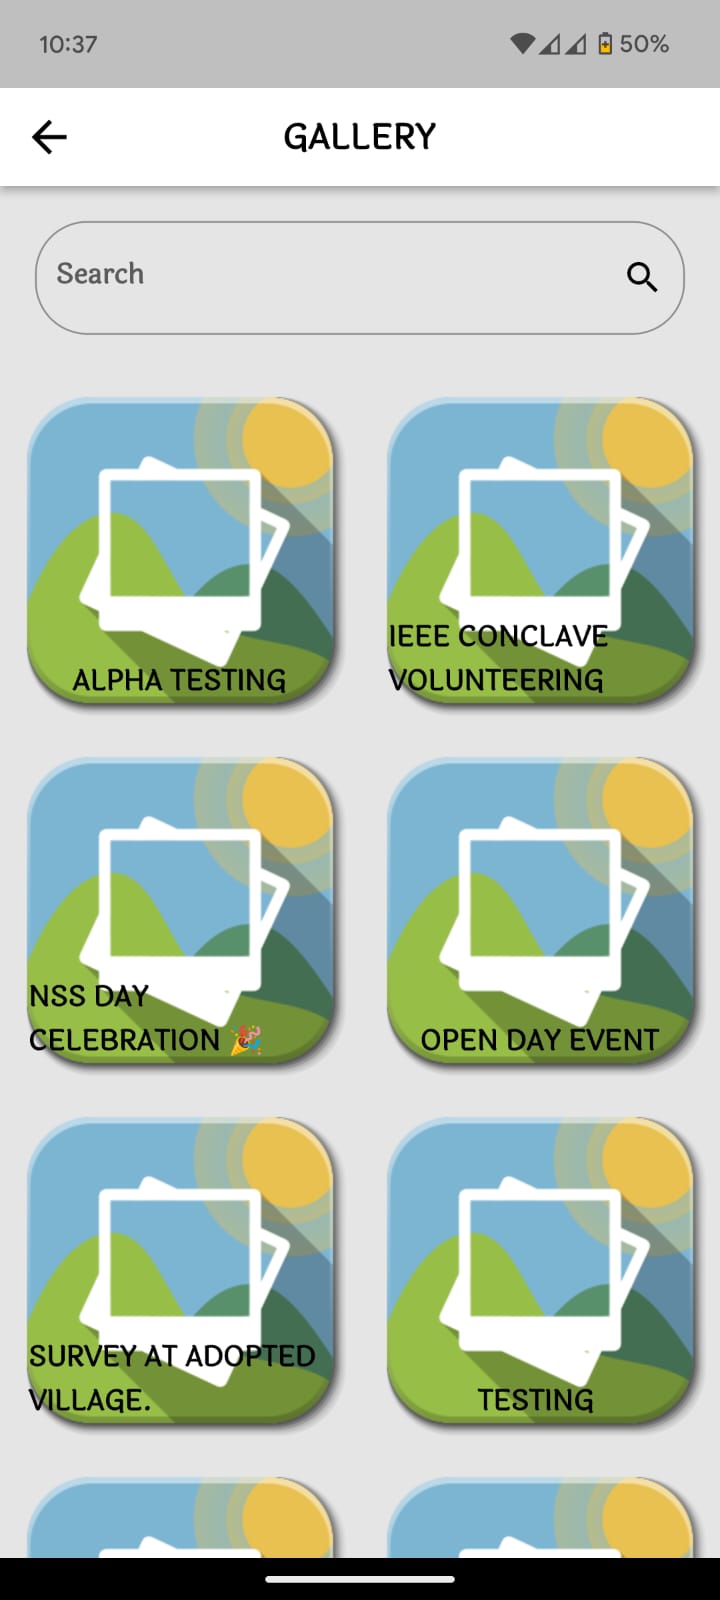 10:37
50%
GALLERY
Search
ALPHA TESTING
IEEE CONCLAVE
VOLUNTEERING
NSS DAY
CELEBRATION 🎉
OPEN DAY EVENT
SURVEY AT ADOPTED
VILLAGE.
TESTING